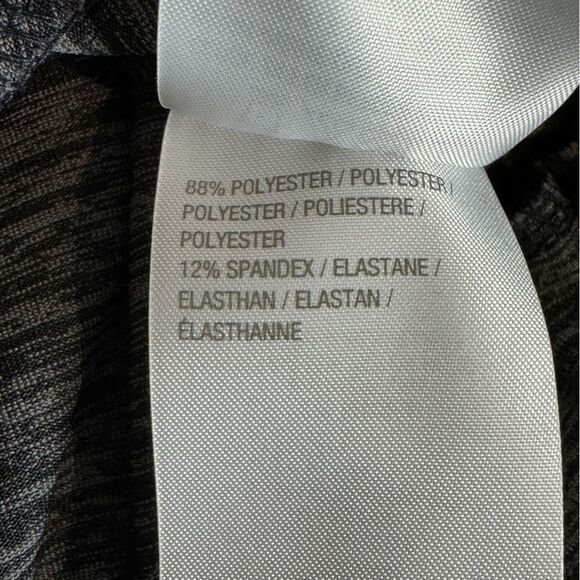 88% POLYESTER / POLYESTER /
POLYESTER / POLIESTERE /
POLYESTER
12% SPANDEX / ELASTANE /
ELASTHAN / ELASTAN /
ÉLASTHANNE